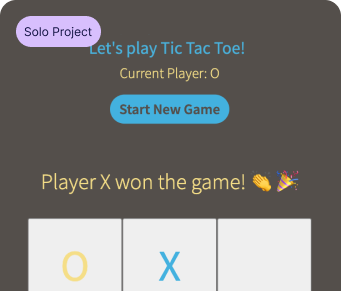 Solo Project
Let's play Tic Tac Toe!
Current Player: O
Start New Game
Player X won the game! 👏 🎉
O X